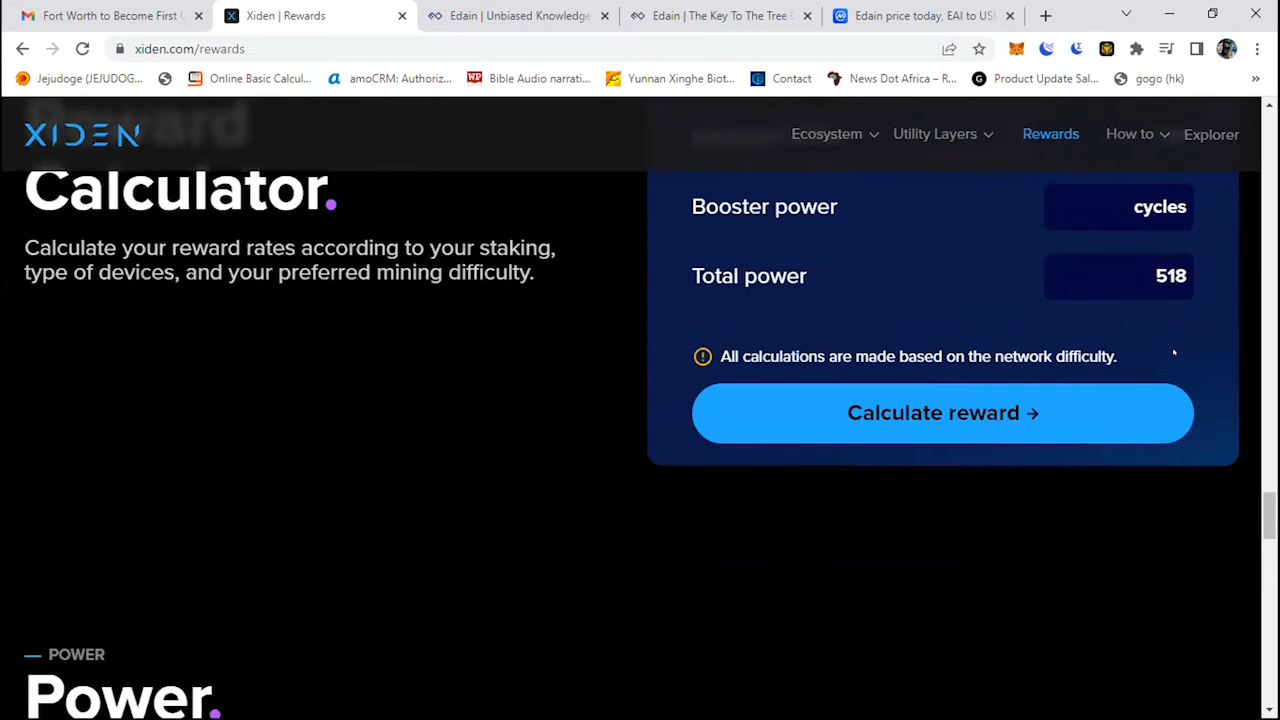 Fort Worth to Become First U
Xiden | Rewards
Edain | Unbiased Knowledge
Edain | The Key To The Tree
Edain price today, EAI to US
xiden.com/rewards
Jejudoge (JEJUDOG...
Online Basic Calcul...
amoCRM: Authoriz...
Bible Audio narrati...
Yunnan Xinghe Biot...
Contact
News Dot Africa – R...
Product Update Sal...
gogo (hk)
XIDEN
Ecosystem
Utility Layers
Rewards
How to
Explorer
Reward
Calculator.
Calculate your reward rates according to your staking,
type of devices, and your preferred mining difficulty.
Booster power
cycles
Total power
518
All calculations are made based on the network difficulty.
Calculate reward →
POWER
Power.